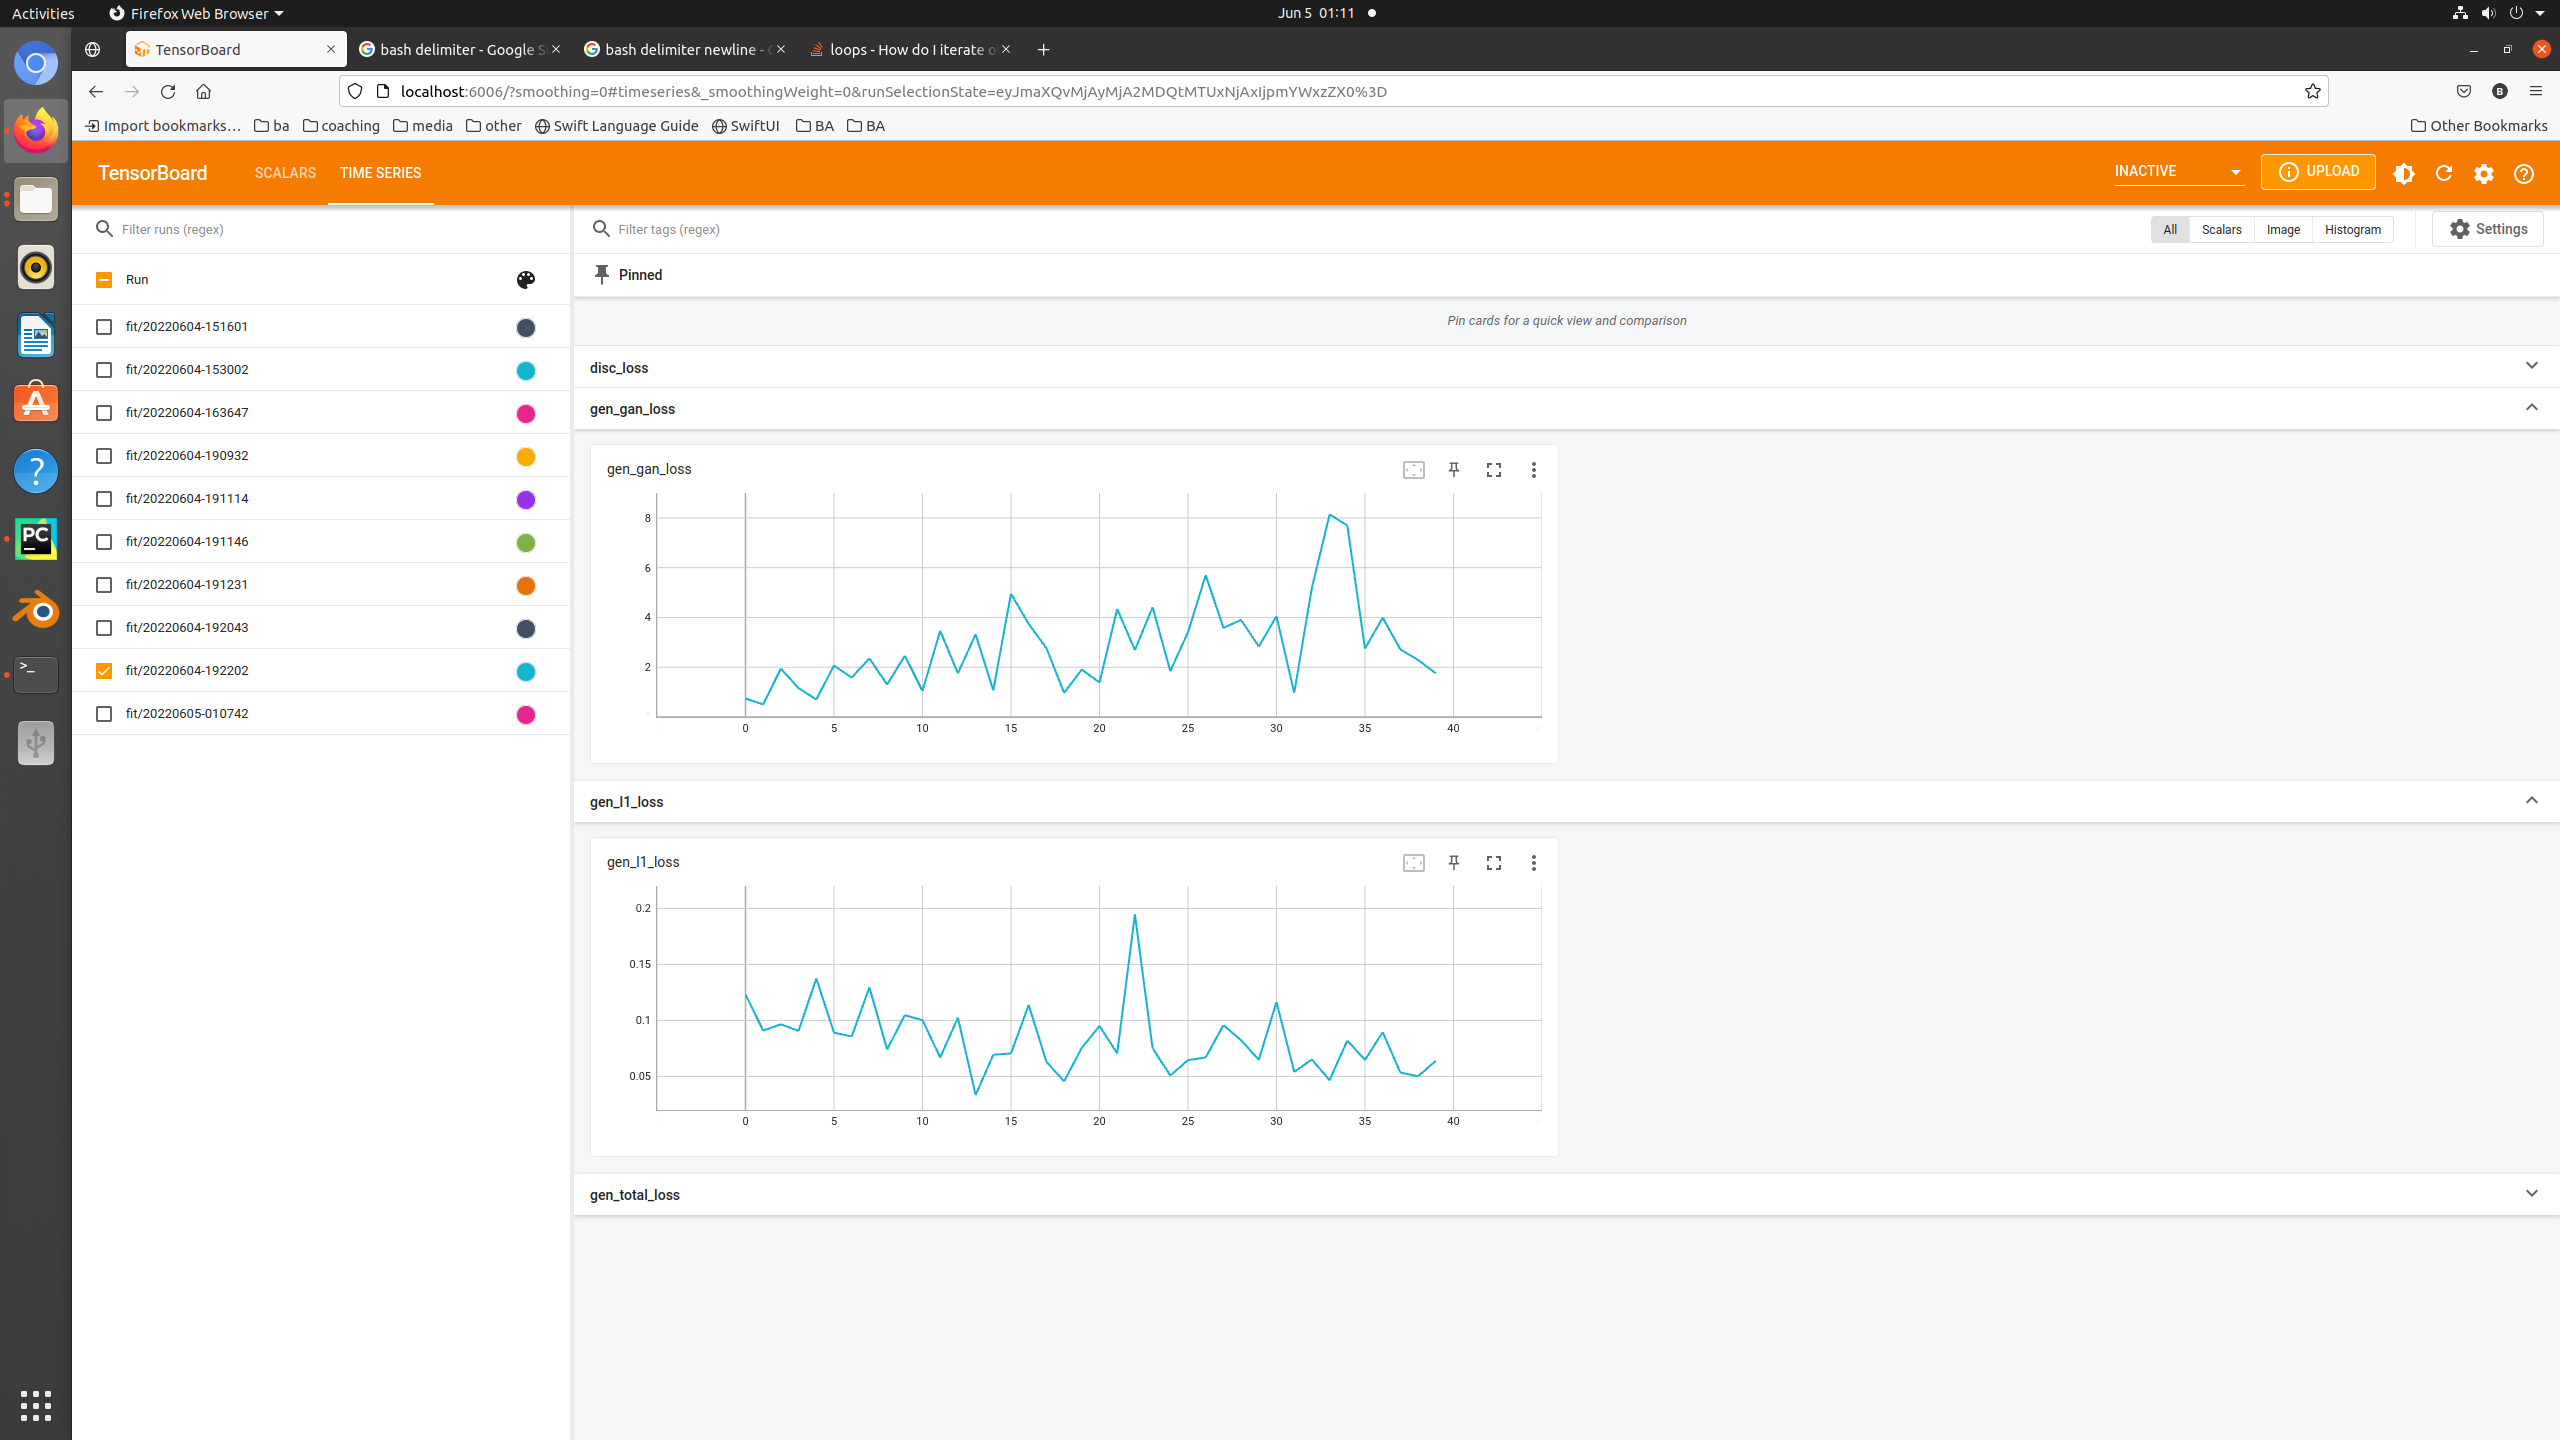 Activities Firefox Web Browser Jun 5 01:11
TensorBoard bash delimiter - Google S bash delimiter newline - loops - How do I iterate o
localhost:6006/?smoothing=0#timeseries&_smoothingWeight=0&runSelectionState=eyJmaXQvMjAyMjA2MDQtMTUxNjAxIjpmYWxzZX0%3D
B
Import bookmarks… ba coaching media other Swift Language Guide SwiftUI BA BA Other Bookmarks
TensorBoard SCALARS TIME SERIES INACTIVE UPLOAD
Filter runs (regex)
Run
fit/20220604-151601
fit/20220604-153002
fit/20220604-163647
fit/20220604-190932
fit/20220604-191114
fit/20220604-191146
fit/20220604-191231
fit/20220604-192043
fit/20220604-192202
fit/20220605-010742
Filter tags (regex) All Scalars Image Histogram Settings
Pinned
Pin cards for a quick view and comparison
disc_loss
gen_gan_loss
gen_gan_loss
8
6
4
2
0 5 10 15 20 25 30 35 40
gen_l1_loss
gen_l1_loss
0.2
0.15
0.1
0.05
0 5 10 15 20 25 30 35 40
gen_total_loss
PC